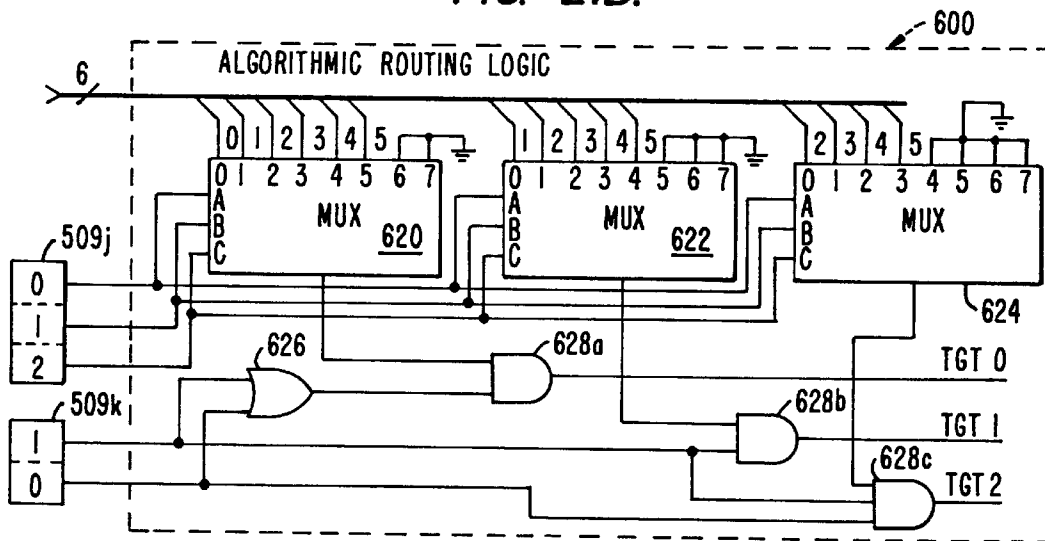 FIG. 21B.
600
6
ALGORITHMIC ROUTING LOGIC
0 1 2 3 4 5
1 2 3 4 5
2 3 4 5
0 1 2 3 4 5 6 7
0 1 2 3 4 5 6 7
0 1 2 3 4 5 6 7
A
B
C
MUX
620
A
B
C
MUX
622
A
B
C
MUX
624
509j
0
1
2
626
628a
TGT 0
509k
1
0
628b
TGT 1
628c
TGT 2